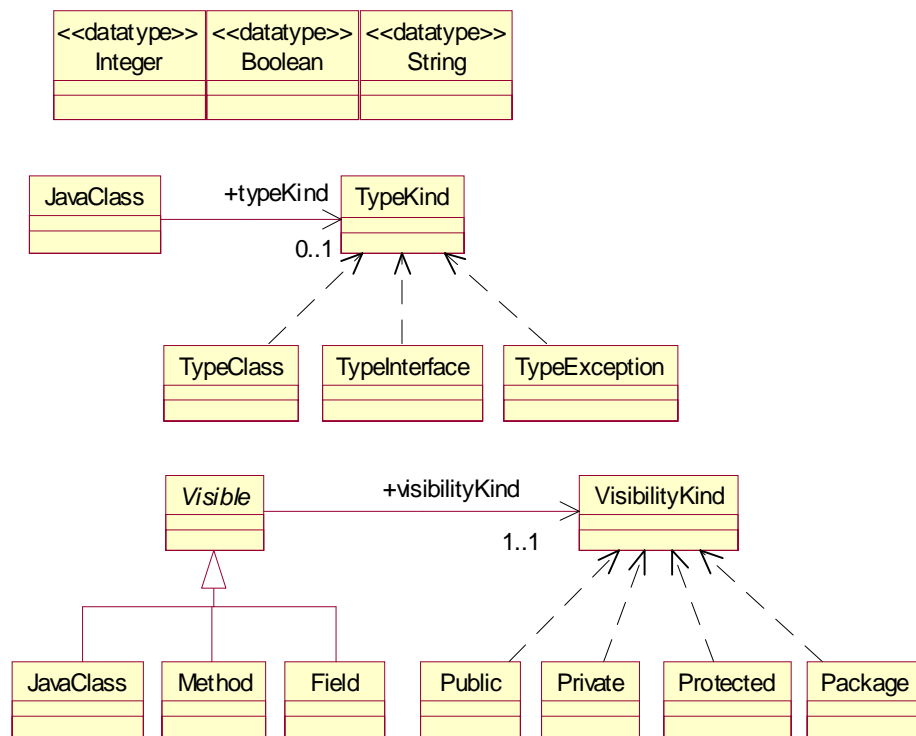 <<datatype>> <<datatype>> <<datatype>>
Integer Boolean String
JavaClass +typeKind TypeKind
0..1
TypeClass TypeInterface TypeException
Visible +visibilityKind VisibilityKind
1..1
JavaClass Method Field Public Private Protected Package